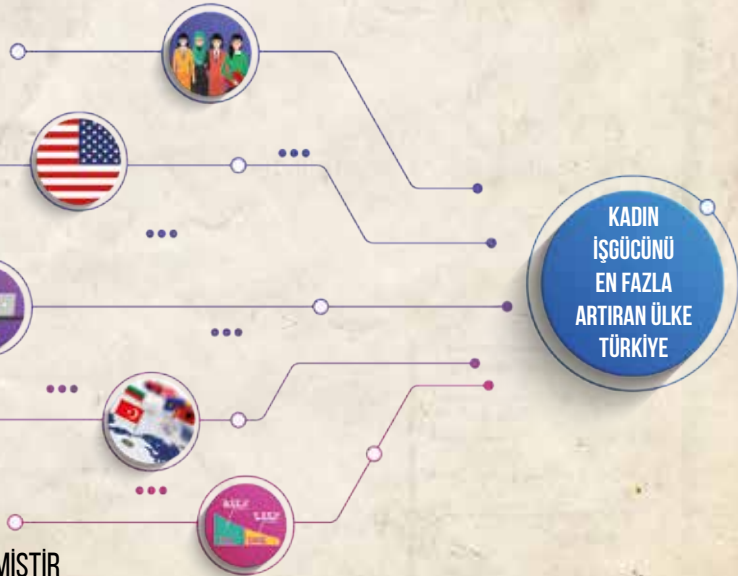 KADIN
İŞGÜCÜNÜ
EN FAZLA
ARTIRAN ÜLKE
TÜRKİYE
MİŞTİR